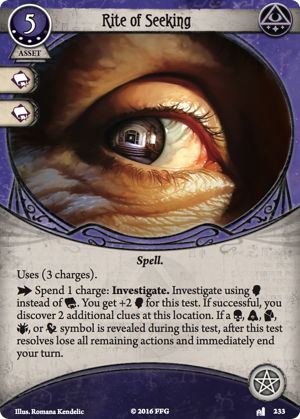 Rite of Seeking
5
ASSET
Spell.
Uses (3 charges).
Spend 1 charge: Investigate. Investigate using
instead of . You get +2 for this test. If successful, you
discover 2 additional clues at this location. If a , , ,
, or symbol is revealed during this test, after this test
resolves lose all remaining actions and immediately end
your turn.
Illus. Romana Kendelic © 2016 FFG 233